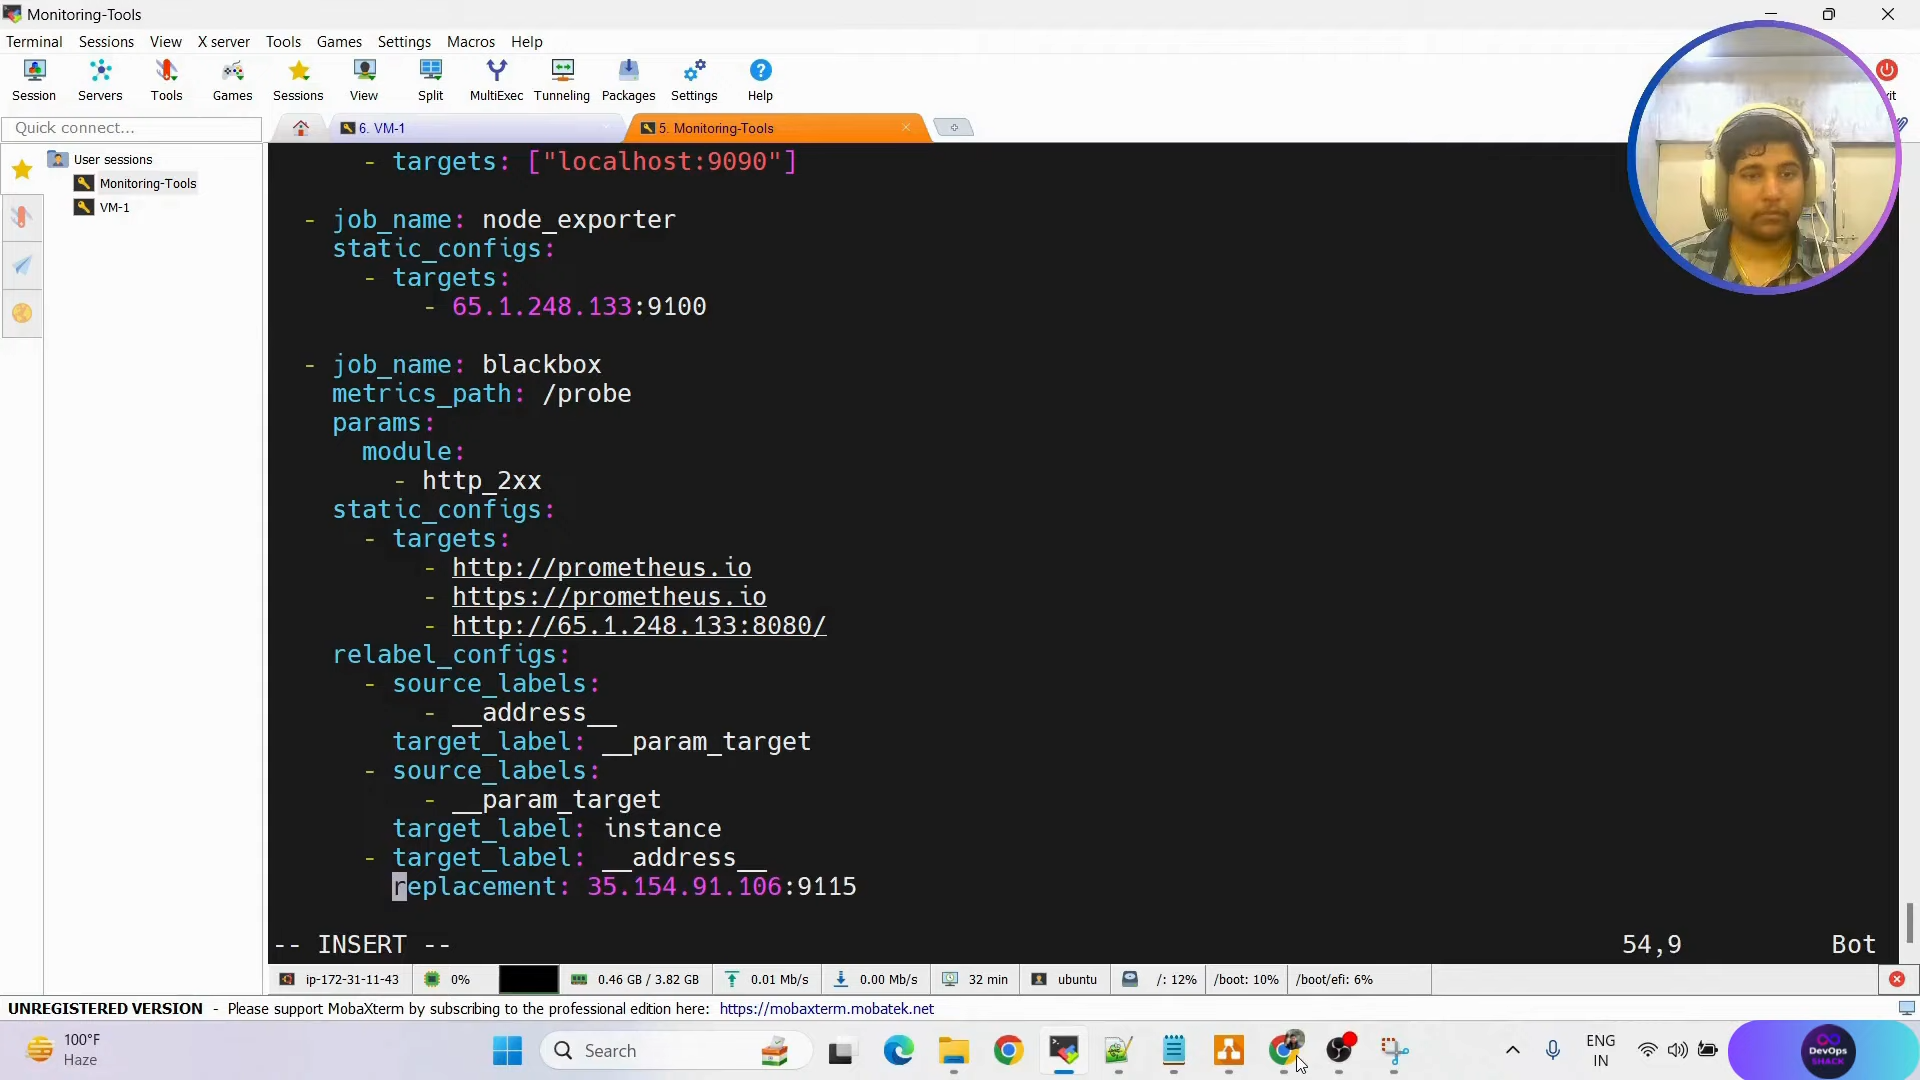 Monitoring-Tools
Terminal Sessions View X server Tools Games Settings Macros Help
Session Servers Tools Games Sessions View Split MultiExec Tunneling Packages Settings Help
Quick connect...
6. VM-1
5. Monitoring-Tools
User sessions
Monitoring-Tools
VM-1
- targets: ["localhost:9090"]
- job_name: node_exporter
static_configs:
- targets:
- 65.1.248.133:9100
- job_name: blackbox
metrics_path: /probe
params:
module:
- http_2xx
static_configs:
- targets:
- http://prometheus.io
- https://prometheus.io
- http://65.1.248.133:8080/
relabel_configs:
- source_labels:
- __address__
target_label: __param_target
- source_labels:
- __param_target
target_label: instance
- target_label: __address__
replacement: 35.154.91.106:9115
-- INSERT -- 54,9 Bot
ip-172-31-11-43 0% 0.46 GB / 3.82 GB 0.01 Mb/s 0.00 Mb/s 32 min ubuntu /: 12% /boot: 10% /boot/efi: 6%
UNREGISTERED VERSION - Please support MobaXterm by subscribing to the professional edition here: https://mobaxterm.mobatek.net
100°F
Haze
Search
ENG
IN
DevOps
SHACK